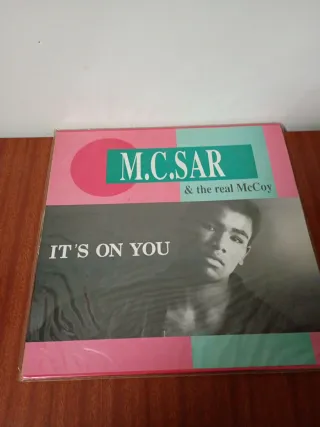 M.C.SAR
& the real McCoy
IT'S ON YOU